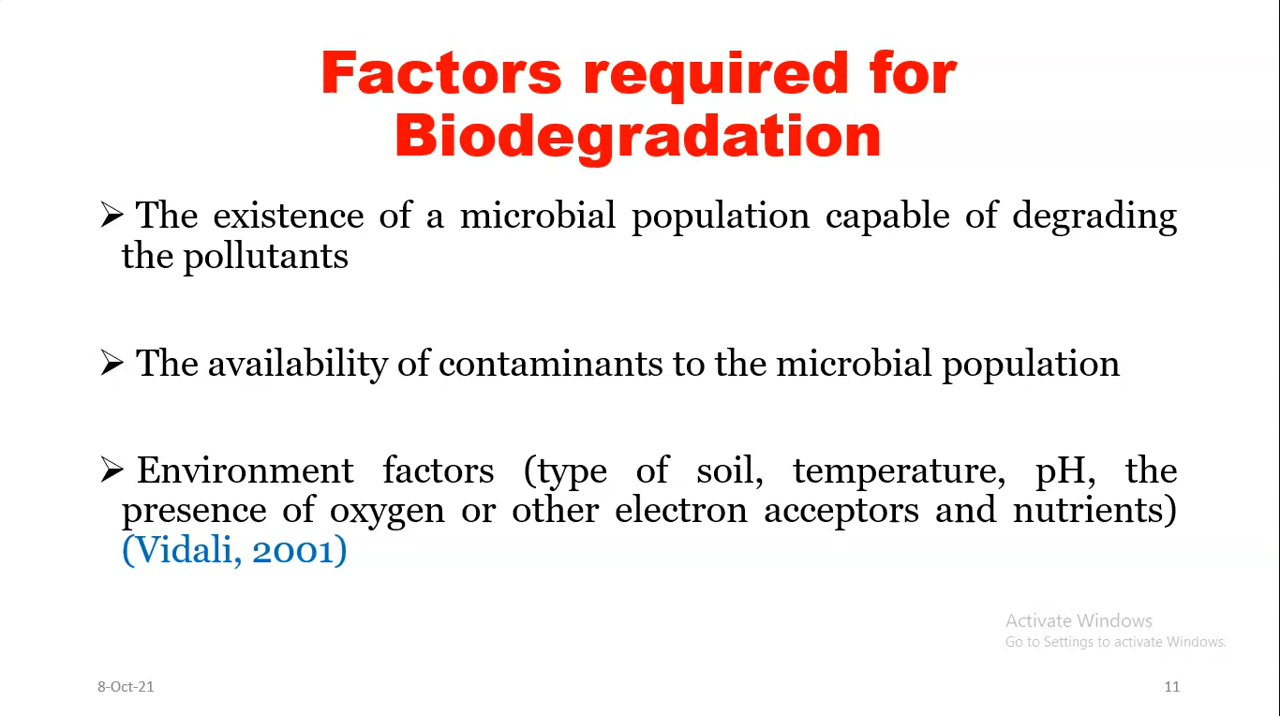 Factors required for
Biodegradation
➢ The existence of a microbial population capable of degrading
the pollutants
➢ The availability of contaminants to the microbial population
➢ Environment factors (type of soil, temperature, pH, the
presence of oxygen or other electron acceptors and nutrients)
(Vidali, 2001)
Activate Windows
Go to Settings to activate Windows.
8-Oct-21
11